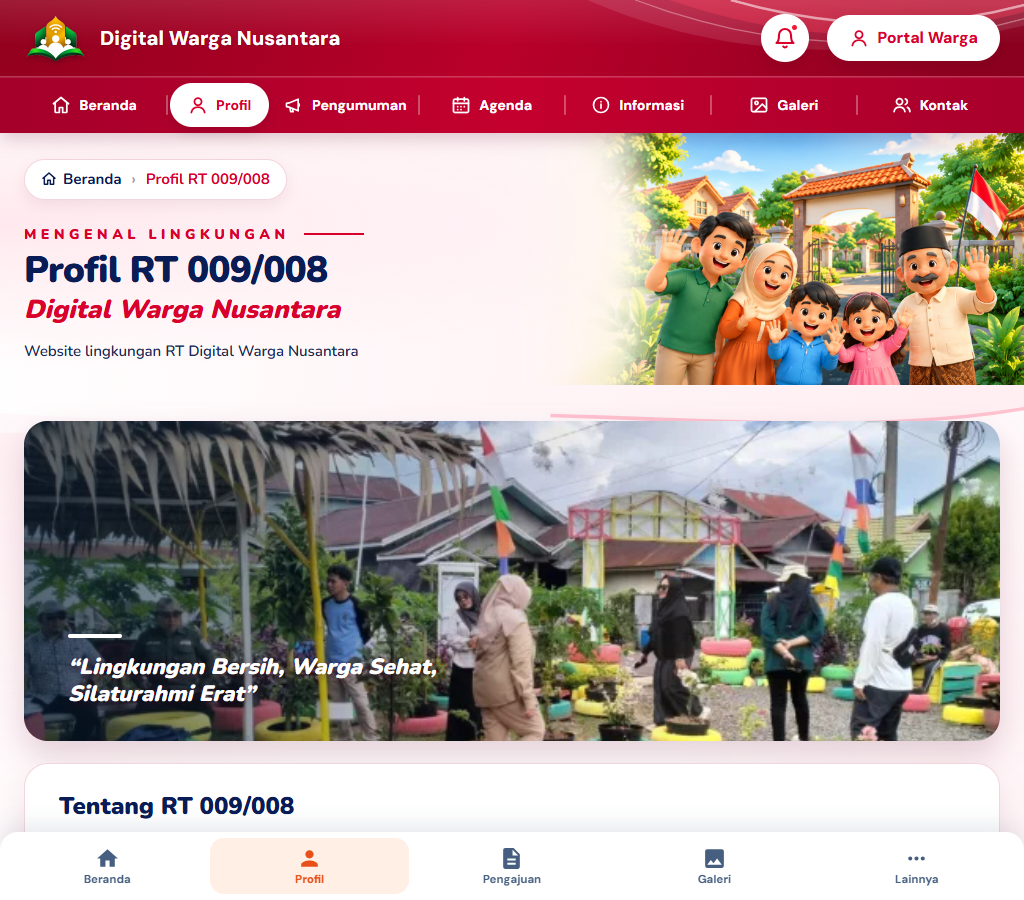 Digital Warga Nusantara
Portal Warga
Beranda
Profil
Pengumuman
Agenda
Informasi
Galeri
Kontak
Beranda › Profil RT 009/008
MENGENAL LINGKUNGAN
Profil RT 009/008
Digital Warga Nusantara
Website lingkungan RT Digital Warga Nusantara
“Lingkungan Bersih, Warga Sehat,
Silaturahmi Erat”
Tentang RT 009/008
Beranda
Profil
Pengajuan
Galeri
Lainnya